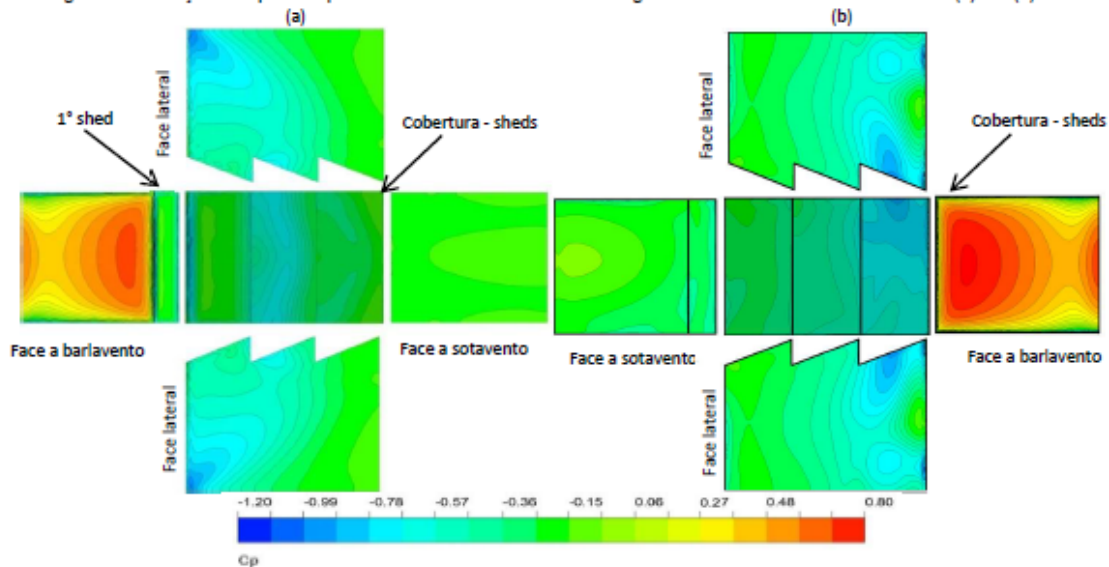 (a)
(b)
Face lateral
Face lateral
1° shed
Cobertura - sheds
Cobertura - sheds
Face a barlavento
Face a sotavento
Face a sotavento
Face a barlavento
Face lateral
Face lateral
-1.20 -0.99 -0.78 -0.57 -0.36 -0.15 0.06 0.27 0.48 0.80
Cp